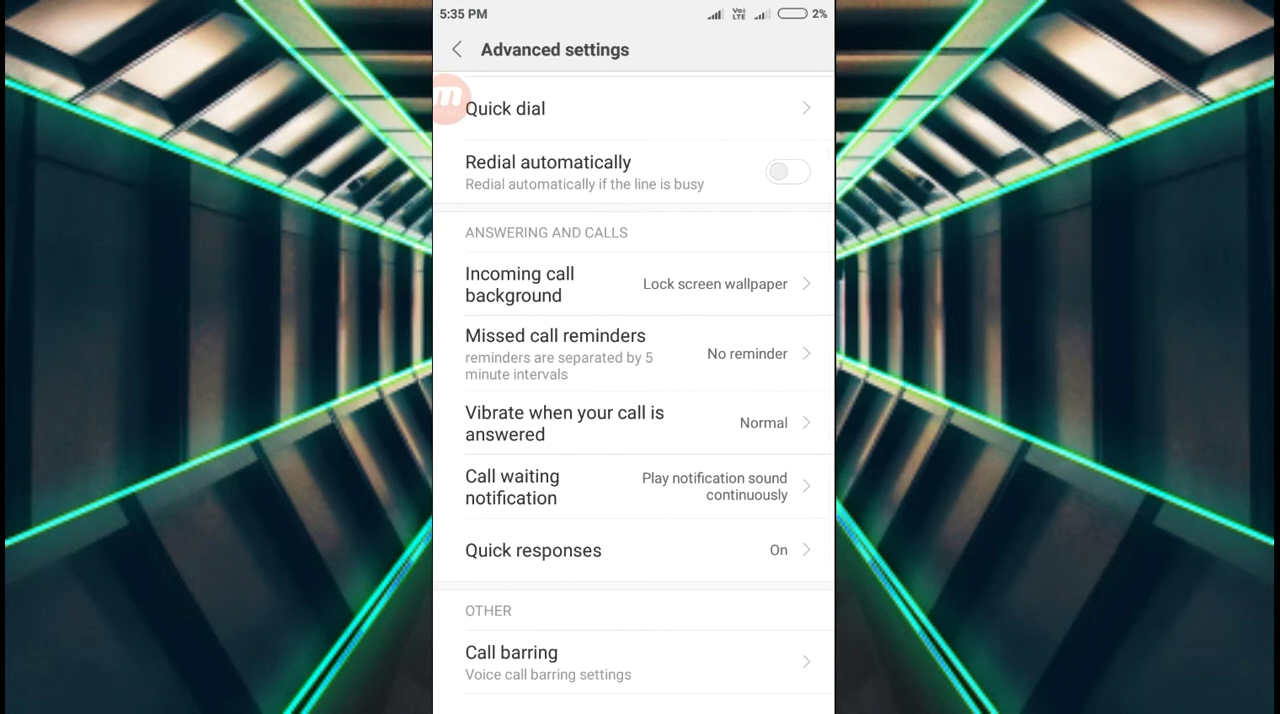 5:35 PM
Vo
LTE
2%
Advanced settings
m
Quick dial
Redial automatically
Redial automatically if the line is busy
ANSWERING AND CALLS
Incoming call
background
Lock screen wallpaper
Missed call reminders
reminders are separated by 5
minute intervals
No reminder
Vibrate when your call is
answered
Normal
Call waiting
notification
Play notification sound
continuously
Quick responses
On
OTHER
Call barring
Voice call barring settings